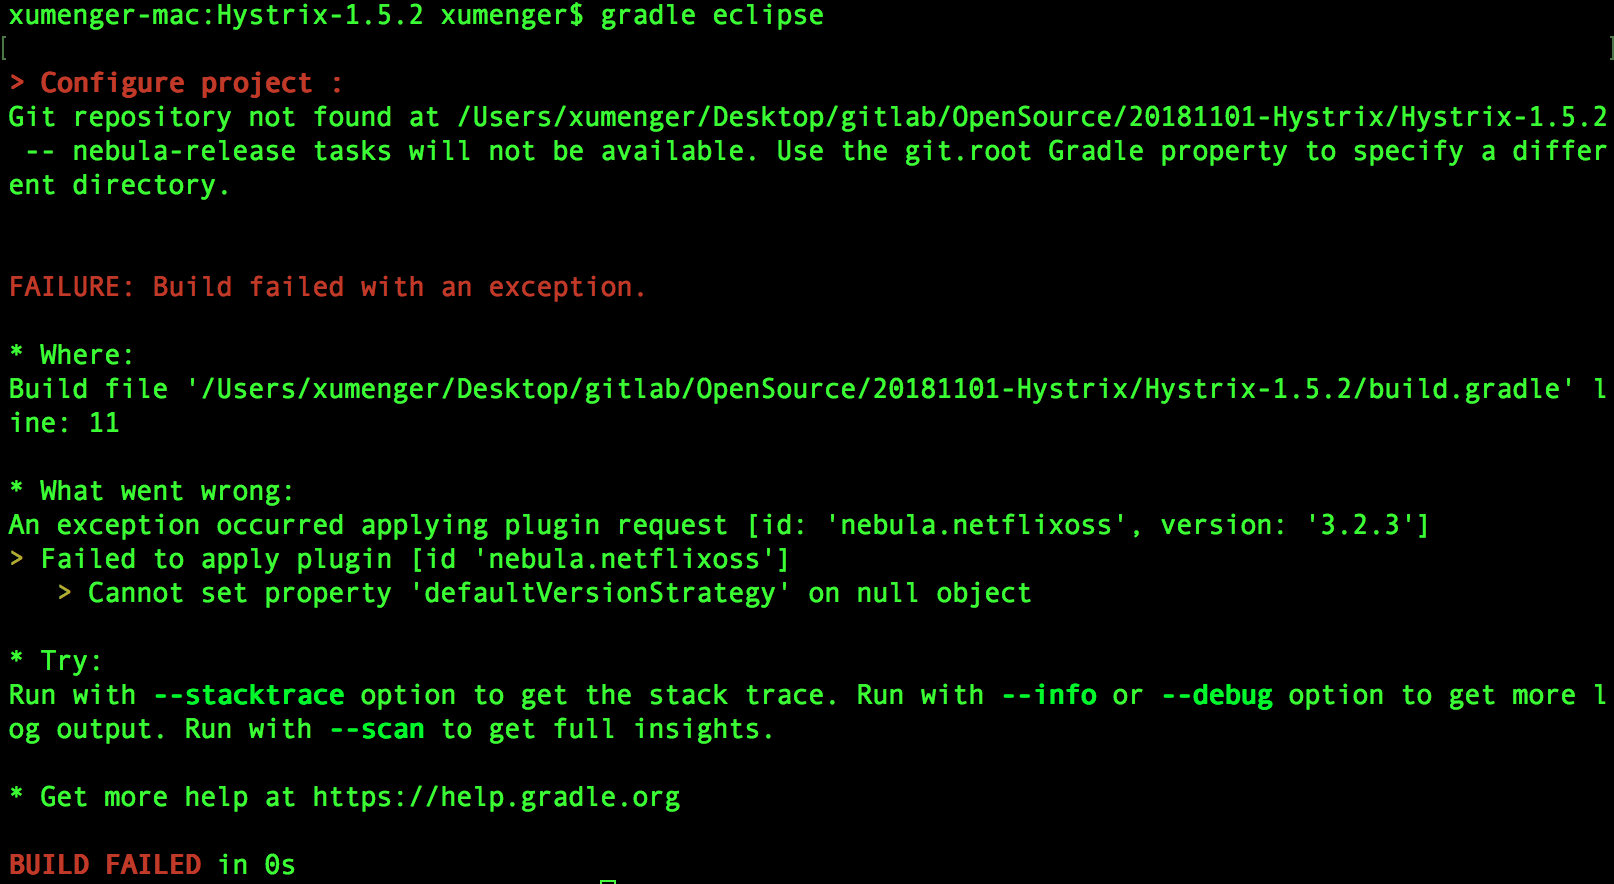 xumenger-mac:Hystrix-1.5.2 xumenger$ gradle eclipse
[ ]
> Configure project :
Git repository not found at /Users/xumenger/Desktop/gitlab/OpenSource/20181101-Hystrix/Hystrix-1.5.2
 -- nebula-release tasks will not be available. Use the git.root Gradle property to specify a differ
ent directory.
FAILURE: Build failed with an exception.
* Where:
Build file '/Users/xumenger/Desktop/gitlab/OpenSource/20181101-Hystrix/Hystrix-1.5.2/build.gradle' l
ine: 11
* What went wrong:
An exception occurred applying plugin request [id: 'nebula.netflixoss', version: '3.2.3']
> Failed to apply plugin [id 'nebula.netflixoss']
   > Cannot set property 'defaultVersionStrategy' on null object
* Try:
Run with --stacktrace option to get the stack trace. Run with --info or --debug option to get more l
og output. Run with --scan to get full insights.
* Get more help at https://help.gradle.org
BUILD FAILED in 0s